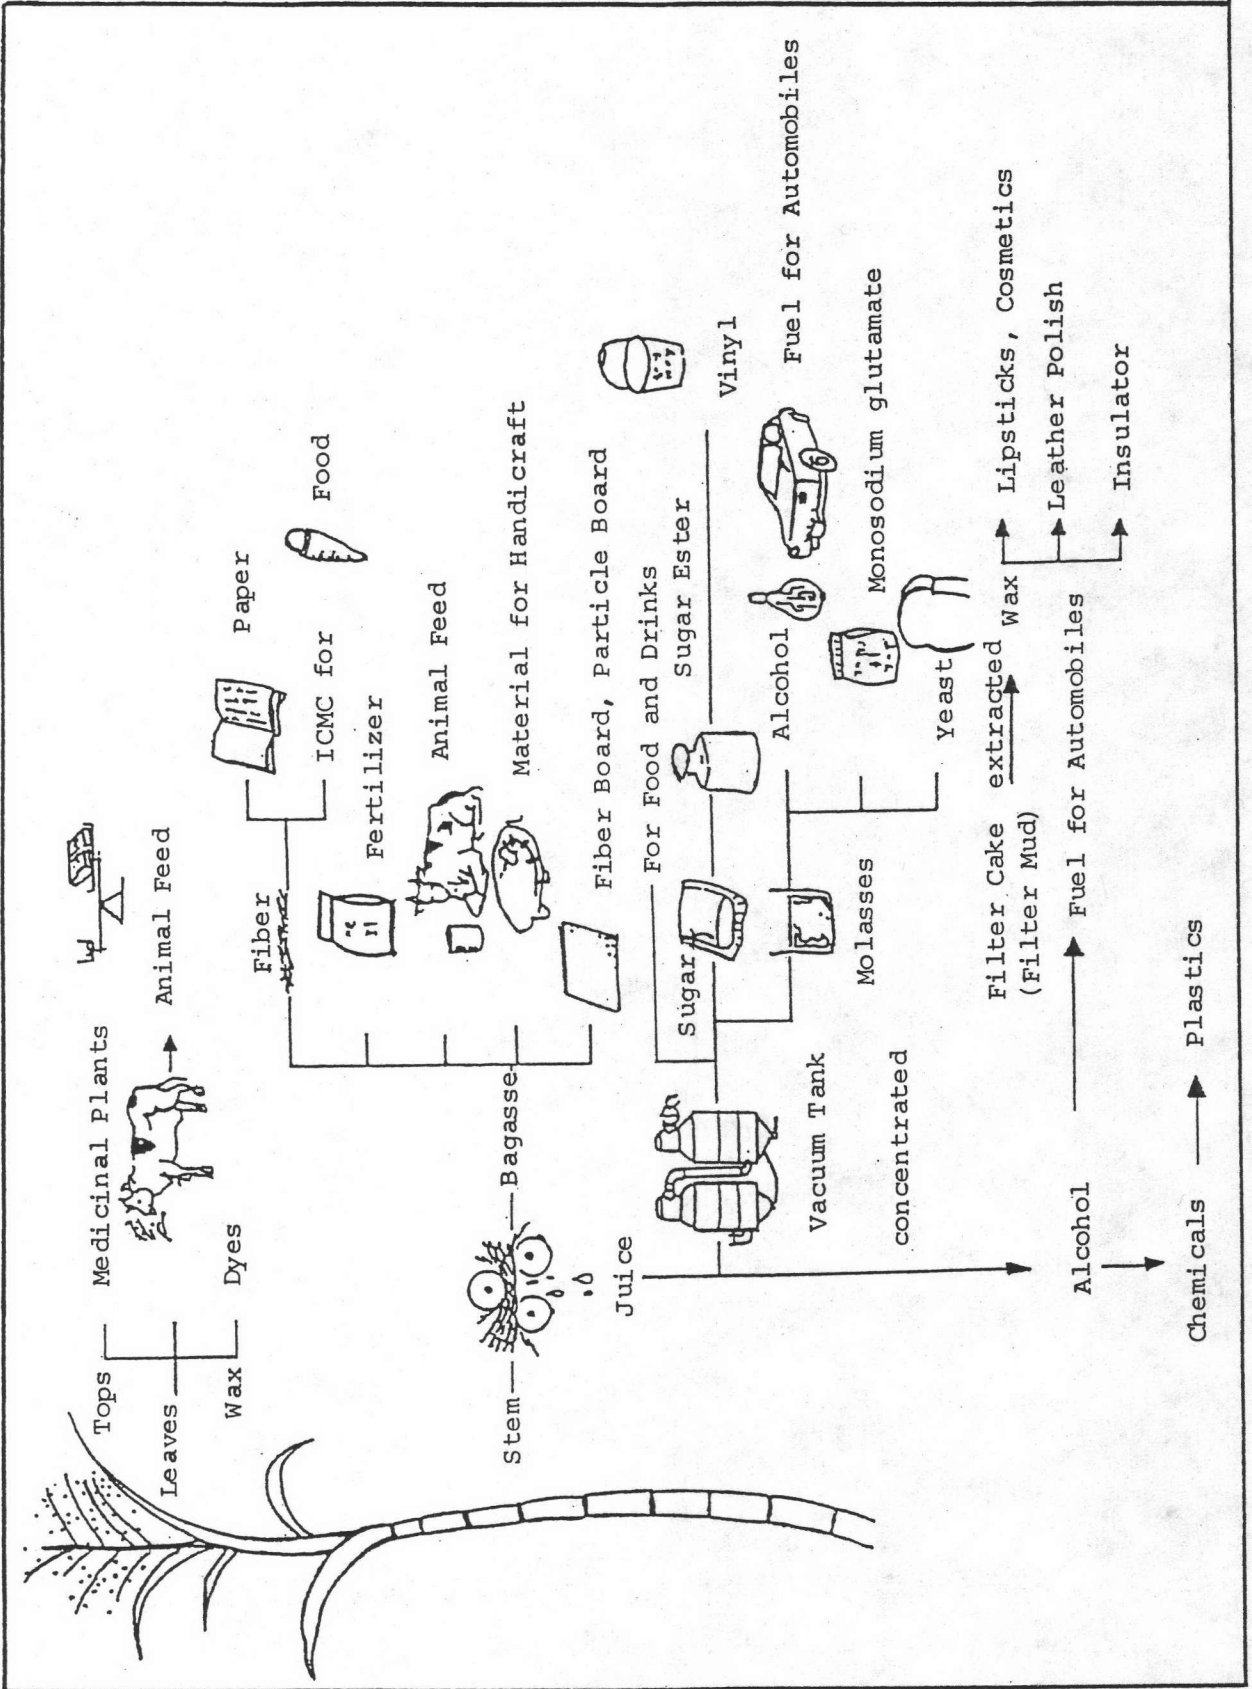 Tops
Medicinal Plants
Leaves
Animal Feed
Wax
Dyes
Paper
Fiber
ICMC for
Food
Fertilizer
Animal Feed
Stem
Bagasse
Material for Handicraft
Fiber Board, Particle Board
Juice
For Food and Drinks
Sugar
Sugar Ester
Vinyl
Vacuum Tank
concentrated
Alcohol
Fuel for Automobiles
Molasses
Monosodium glutamate
Yeast
Filter Cake
(Filter Mud)
extracted
Wax
Lipsticks, Cosmetics
Leather Polish
Insulator
Alcohol
Fuel for Automobiles
Chemicals
Plastics